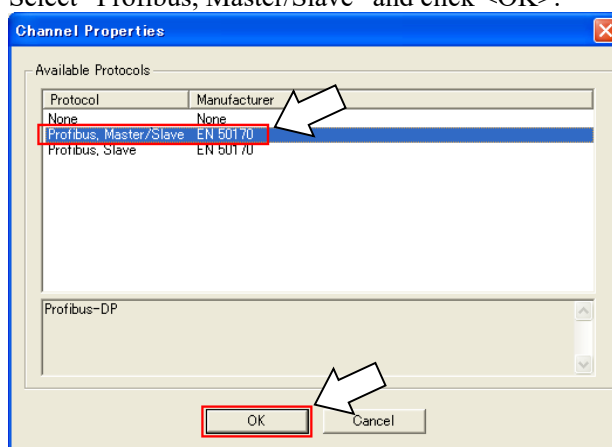 Select "Profibus, Master/Slave" and click <OK>.
Channel Properties
Available Protocols
Protocol Manufacturer
None None
Profibus, Master/Slave EN 50170
Profibus, Slave EN 50170
Profibus-DP
OK Cancel